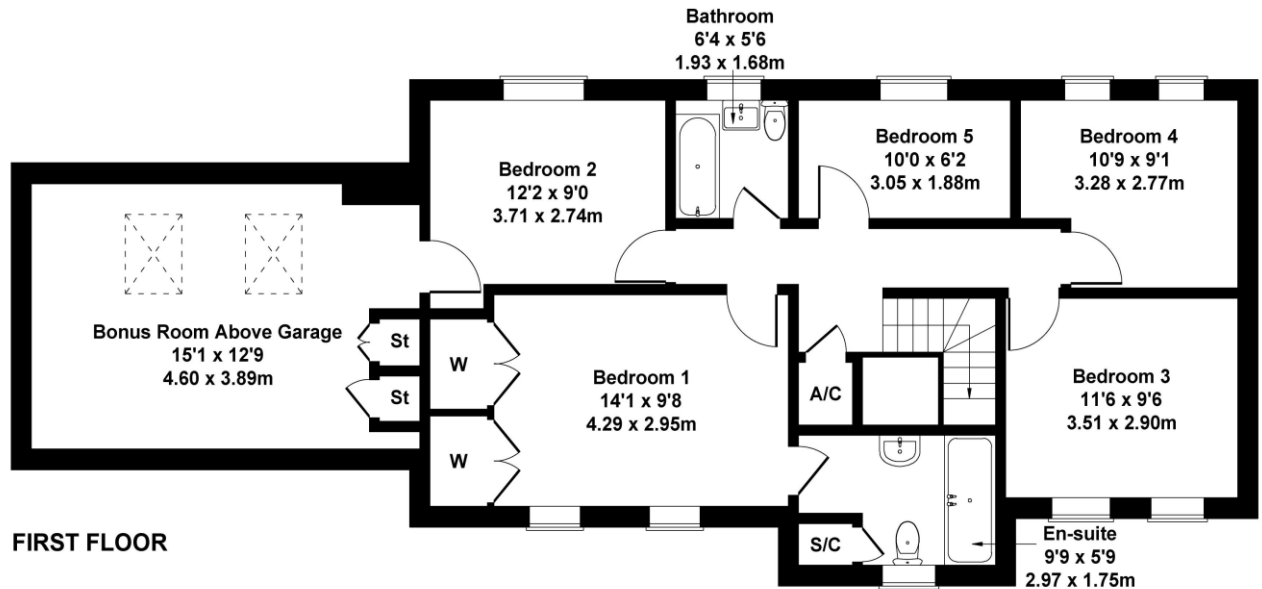 Bathroom
6'4 x 5'6
1.93 x 1.68m
Bedroom 2
12'2 x 9'0
3.71 x 2.74m
Bedroom 5
10'0 x 6'2
3.05 x 1.88m
Bedroom 4
10'9 x 9'1
3.28 x 2.77m
Bonus Room Above Garage
15'1 x 12'9
4.60 x 3.89m
St
St
W
W
Bedroom 1
14'1 x 9'8
4.29 x 2.95m
A/C
Bedroom 3
11'6 x 9'6
3.51 x 2.90m
S/C
En-suite
9'9 x 5'9
2.97 x 1.75m
FIRST FLOOR